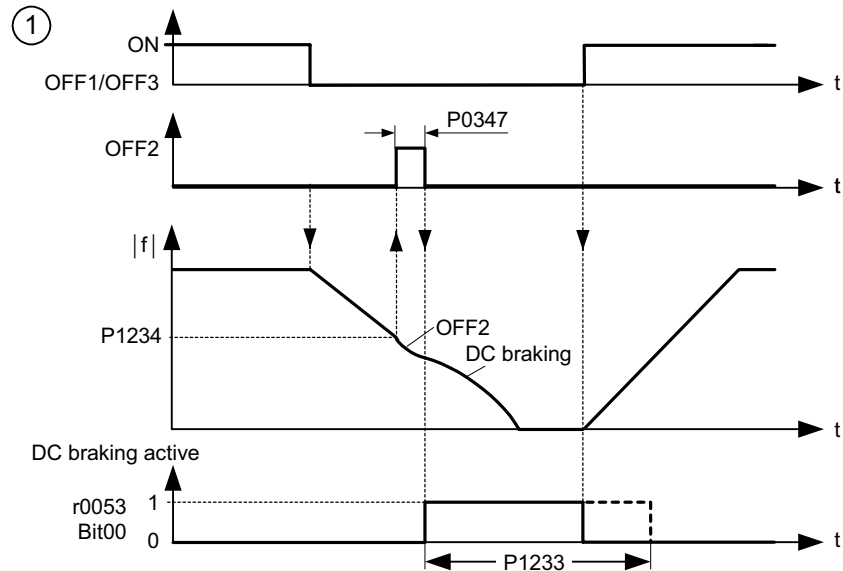 1
ON
OFF1/OFF3
t
P0347
OFF2
t
|f|
P1234
OFF2
DC braking
t
DC braking active
r0053
Bit00
1
0
t
P1233